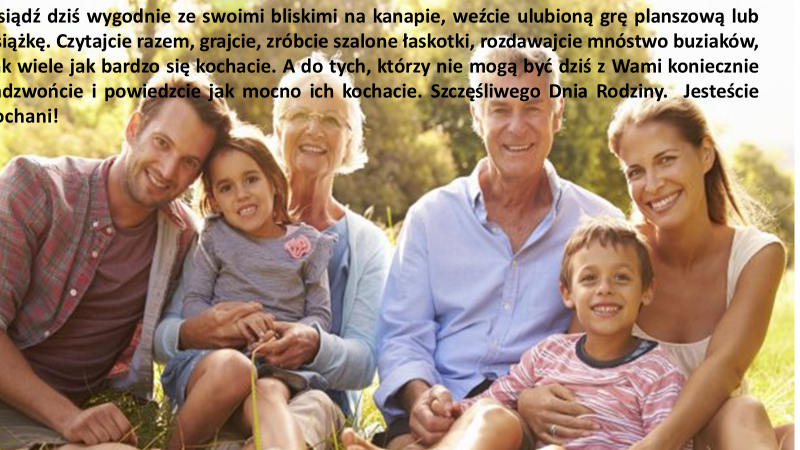 siądź dziś wygodnie ze swoimi bliskimi na kanapie, weźcie ulubioną grę planszową lub
siążkę. Czytajcie razem, grajcie, zróbcie szalone łaskotki, rozdawajcie mnóstwo buziaków,
ak wiele jak bardzo się kochacie. A do tych, którzy nie mogą być dziś z Wami koniecznie
adzwońcie i powiedzcie jak mocno ich kochacie. Szczęśliwego Dnia Rodziny. Jesteście
ochani!